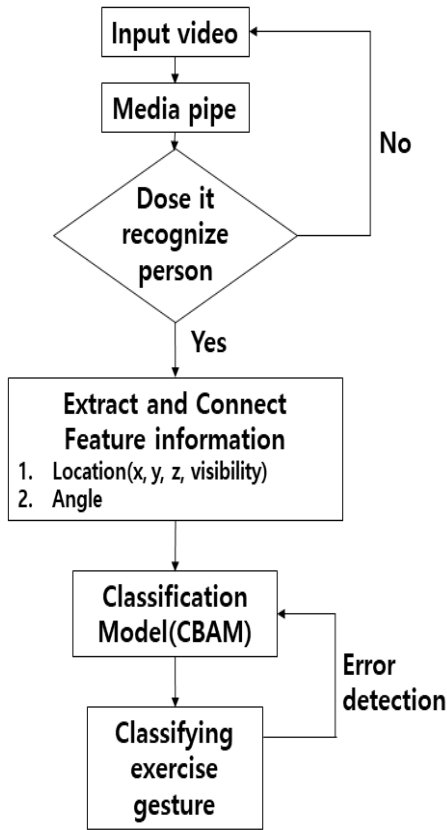 Input video
Media pipe
No
Dose it
recognize
person
Yes
Extract and Connect
Feature information
1. Location(x, y, z, visibility)
2. Angle
Classification
Model(CBAM)
Error
detection
Classifying
exercise
gesture